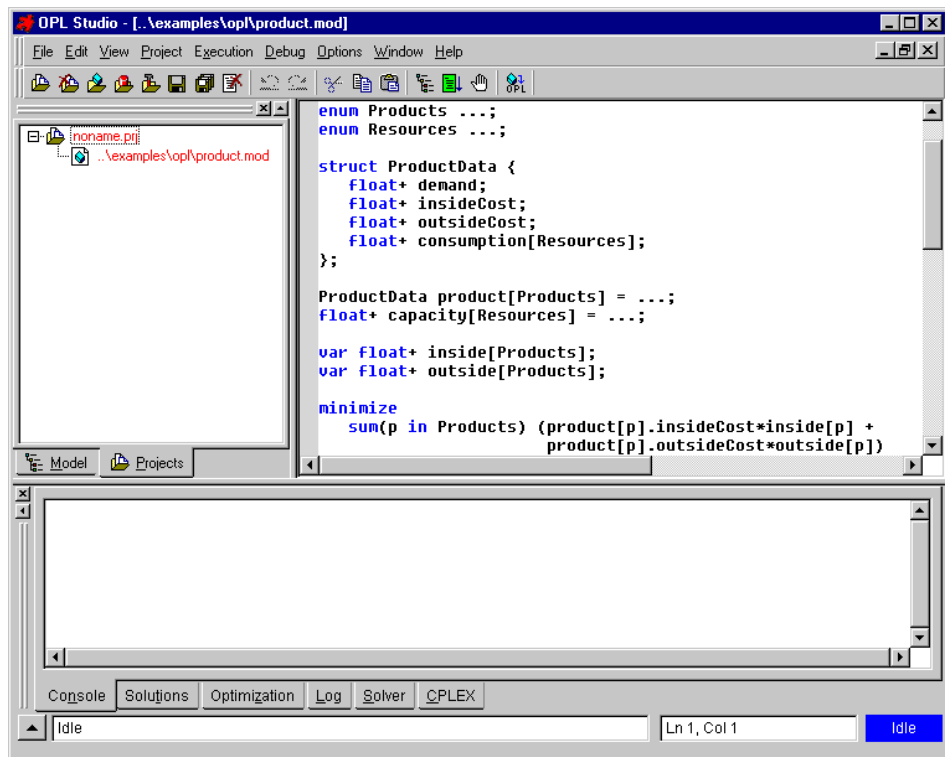 OPL Studio - [..\examples\opl\product.mod]
File Edit View Project Execution Debug Options Window Help
OPL
noname.prj
..\examples\opl\product.mod
Model Projects
enum Products ...;
enum Resources ...;
struct ProductData {
float+ demand;
float+ insideCost;
float+ outsideCost;
float+ consumption[Resources];
};
ProductData product[Products] = ...;
float+ capacity[Resources] = ...;
var float+ inside[Products];
var float+ outside[Products];
minimize
sum(p in Products) (product[p].insideCost*inside[p] +
product[p].outsideCost*outside[p])
Console Solutions Optimization Log Solver CPLEX
Idle Ln 1, Col 1 Idle